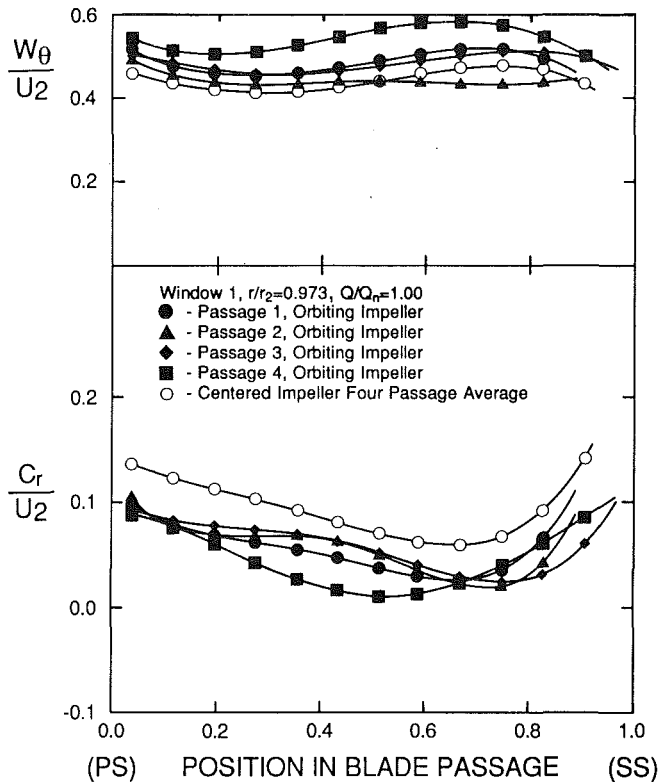 0.6
Wθ
U2
0.4
0.2
Window 1, r/r2=0.973, Q/Qn=1.00
● - Passage 1, Orbiting Impeller
▲ - Passage 2, Orbiting Impeller
◆ - Passage 3, Orbiting Impeller
■ - Passage 4, Orbiting Impeller
○ - Centered Impeller Four Passage Average
0.2
Cr
U2
0.1
0.0
-0.1
0.0 0.2 0.4 0.6 0.8 1.0
(PS) POSITION IN BLADE PASSAGE (SS)